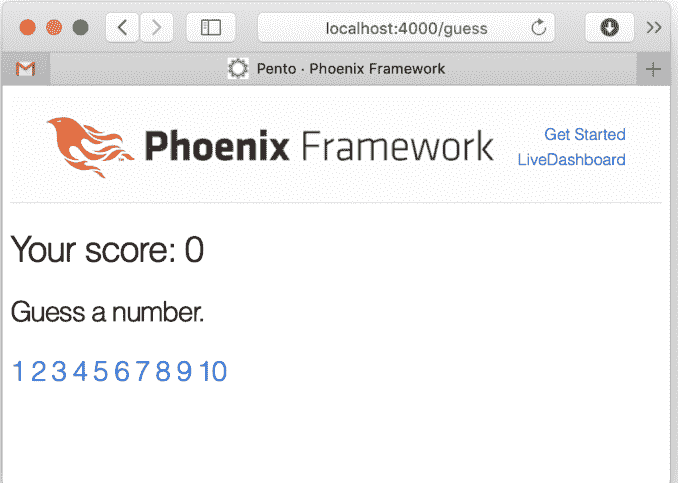 localhost:4000/guess
Pento · Phoenix Framework
Phoenix Framework
Get Started
LiveDashboard
Your score: 0
Guess a number.
1 2 3 4 5 6 7 8 9 10